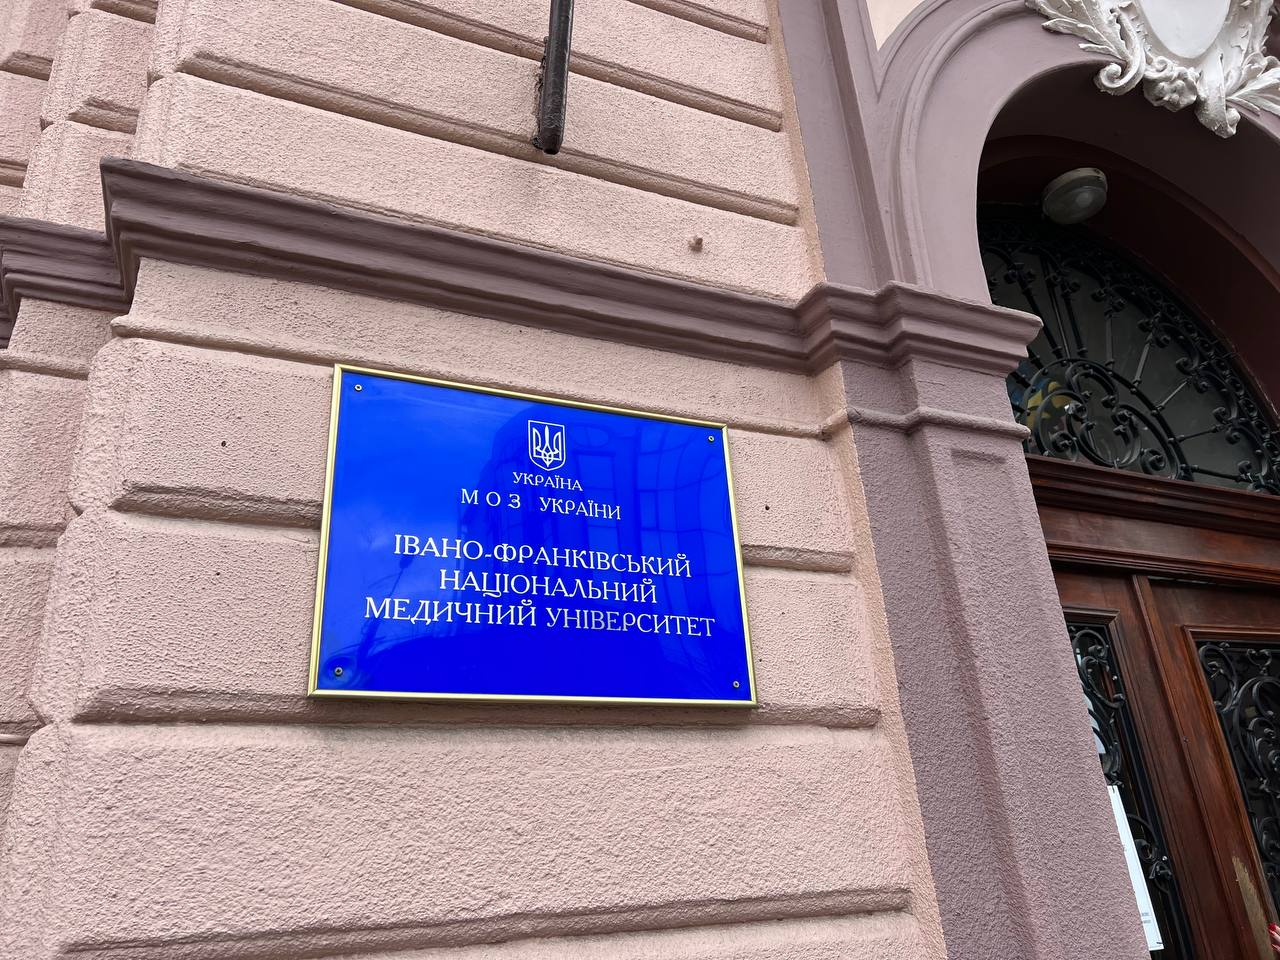 УКРАЇНА
МОЗ УКРАЇНИ
ІВАНО-ФРАНКІВСЬКИЙ
НАЦІОНАЛЬНИЙ
МЕДИЧНИЙ УНІВЕРСИТЕТ